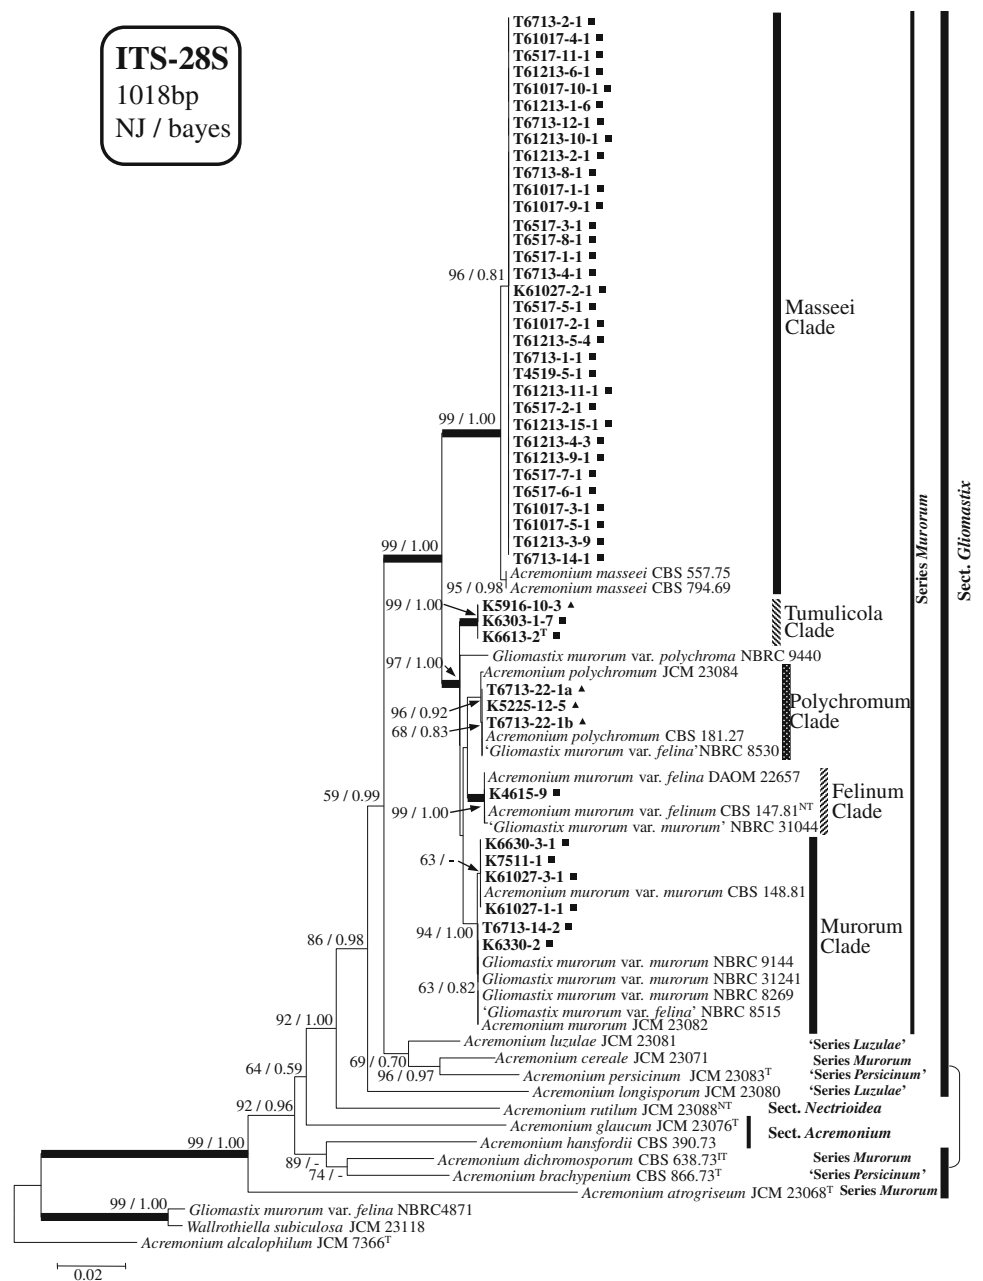 ITS-28S
1018bp
NJ / bayes
T6713-2-1
T61017-4-1
T6517-11-1
T61213-6-1
T61017-10-1
T61213-1-6
T6713-12-1
T61213-10-1
T61213-2-1
T6713-8-1
T61017-1-1
T61017-9-1
T6517-3-1
T6517-8-1
T6517-1-1
96 / 0.81 T6713-4-1
K61027-2-1
T6517-5-1
T61017-2-1
T61213-5-4
T6713-1-1
T4519-5-1
T61213-11-1
T6517-2-1
T61213-15-1
T61213-4-3
T61213-9-1
T6517-7-1
T6517-6-1
T61017-3-1
T61017-5-1
T61213-3-9
T6713-14-1
Masseei
Clade
99 / 1.00
99 / 1.00
Acremonium masseei CBS 557.75
95 / 0.98 Acremonium masseei CBS 794.69
99 / 1.00 K5916-10-3
K6303-1-7
K6613-2T
Tumulicola
Clade
Gliomastix murorum var. polychroma NBRC 9440
97 / 1.00
Acremonium polychromum JCM 23084
T6713-22-1a
K5225-12-5
96 / 0.92
T6713-22-1b
68 / 0.83
Acremonium polychromum CBS 181.27
‘Gliomastix murorum var. felina’ NBRC 8530
Polychromum
Clade
Acremonium murorum var. felina DAOM 22657
K4615-9
59 / 0.99
99 / 1.00 Acremonium murorum var. felinum CBS 147.81NT
‘Gliomastix murorum var. murorum’ NBRC 31044
Felinum
Clade
K6630-3-1
63 / - K7511-1
K61027-3-1
Acremonium murorum var. murorum CBS 148.81
K61027-1-1
T6713-14-2
94 / 1.00
K6330-2
86 / 0.98
Gliomastix murorum var. murorum NBRC 9144
Gliomastix murorum var. murorum NBRC 31241
63 / 0.82
Gliomastix murorum var. murorum NBRC 8269
‘Gliomastix murorum var. felina’ NBRC 8515
Acremonium murorum JCM 23082
Murorum
Clade
Series Murorum
Sect. Gliomastix
92 / 1.00
Acremonium luzulae JCM 23081 ‘Series Luzulae’
69 / 0.70 Acremonium cereale JCM 23071 Series Murorum
96 / 0.97 Acremonium persicinum JCM 23083T ‘Series Persicinum’
64 / 0.59
Acremonium longisporum JCM 23080 ‘Series Luzulae’
92 / 0.96
Acremonium rutilum JCM 23088NT Sect. Nectrioidea
Acremonium glaucum JCM 23076T
Sect. Acremonium
Acremonium hansfordii CBS 390.73
99 / 1.00
89 / - Acremonium dichromosporum CBS 638.73IT Series Murorum
74 / - Acremonium brachypenium CBS 866.73T ‘Series Persicinum’
Acremonium atrogriseum JCM 23068T Series Murorum
99 / 1.00
Gliomastix murorum var. felina NBRC4871
Wallrothiella subiculosa JCM 23118
Acremonium alcalophilum JCM 7366T
0.02